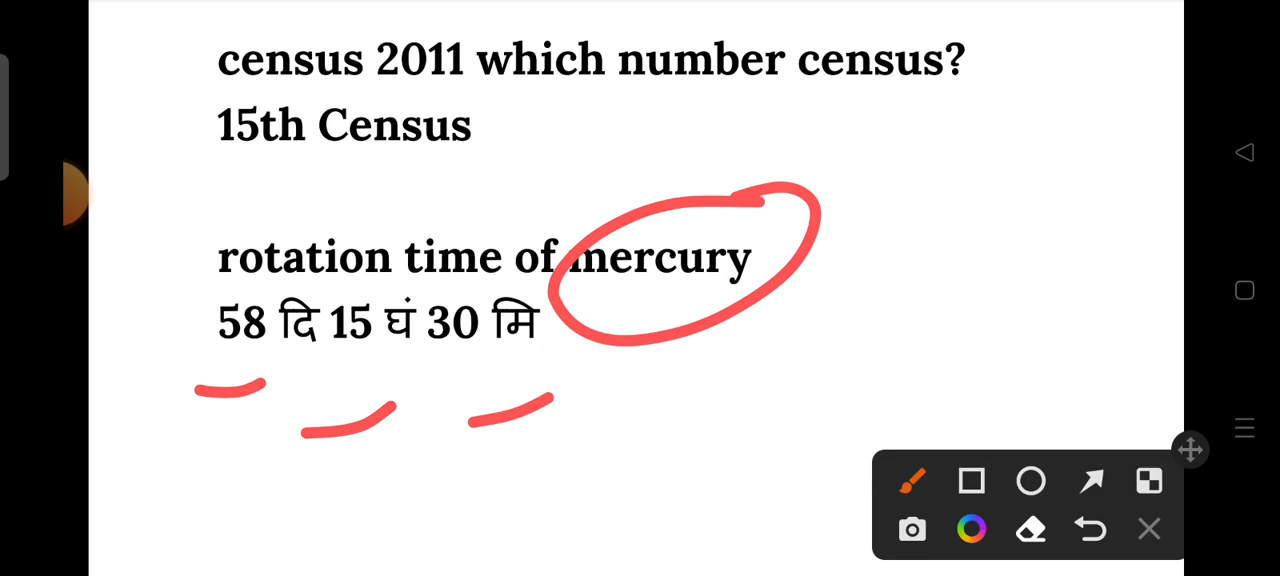 census 2011 which number census?
15th Census
rotation time of mercury
58 दि 15 घं 30 मि